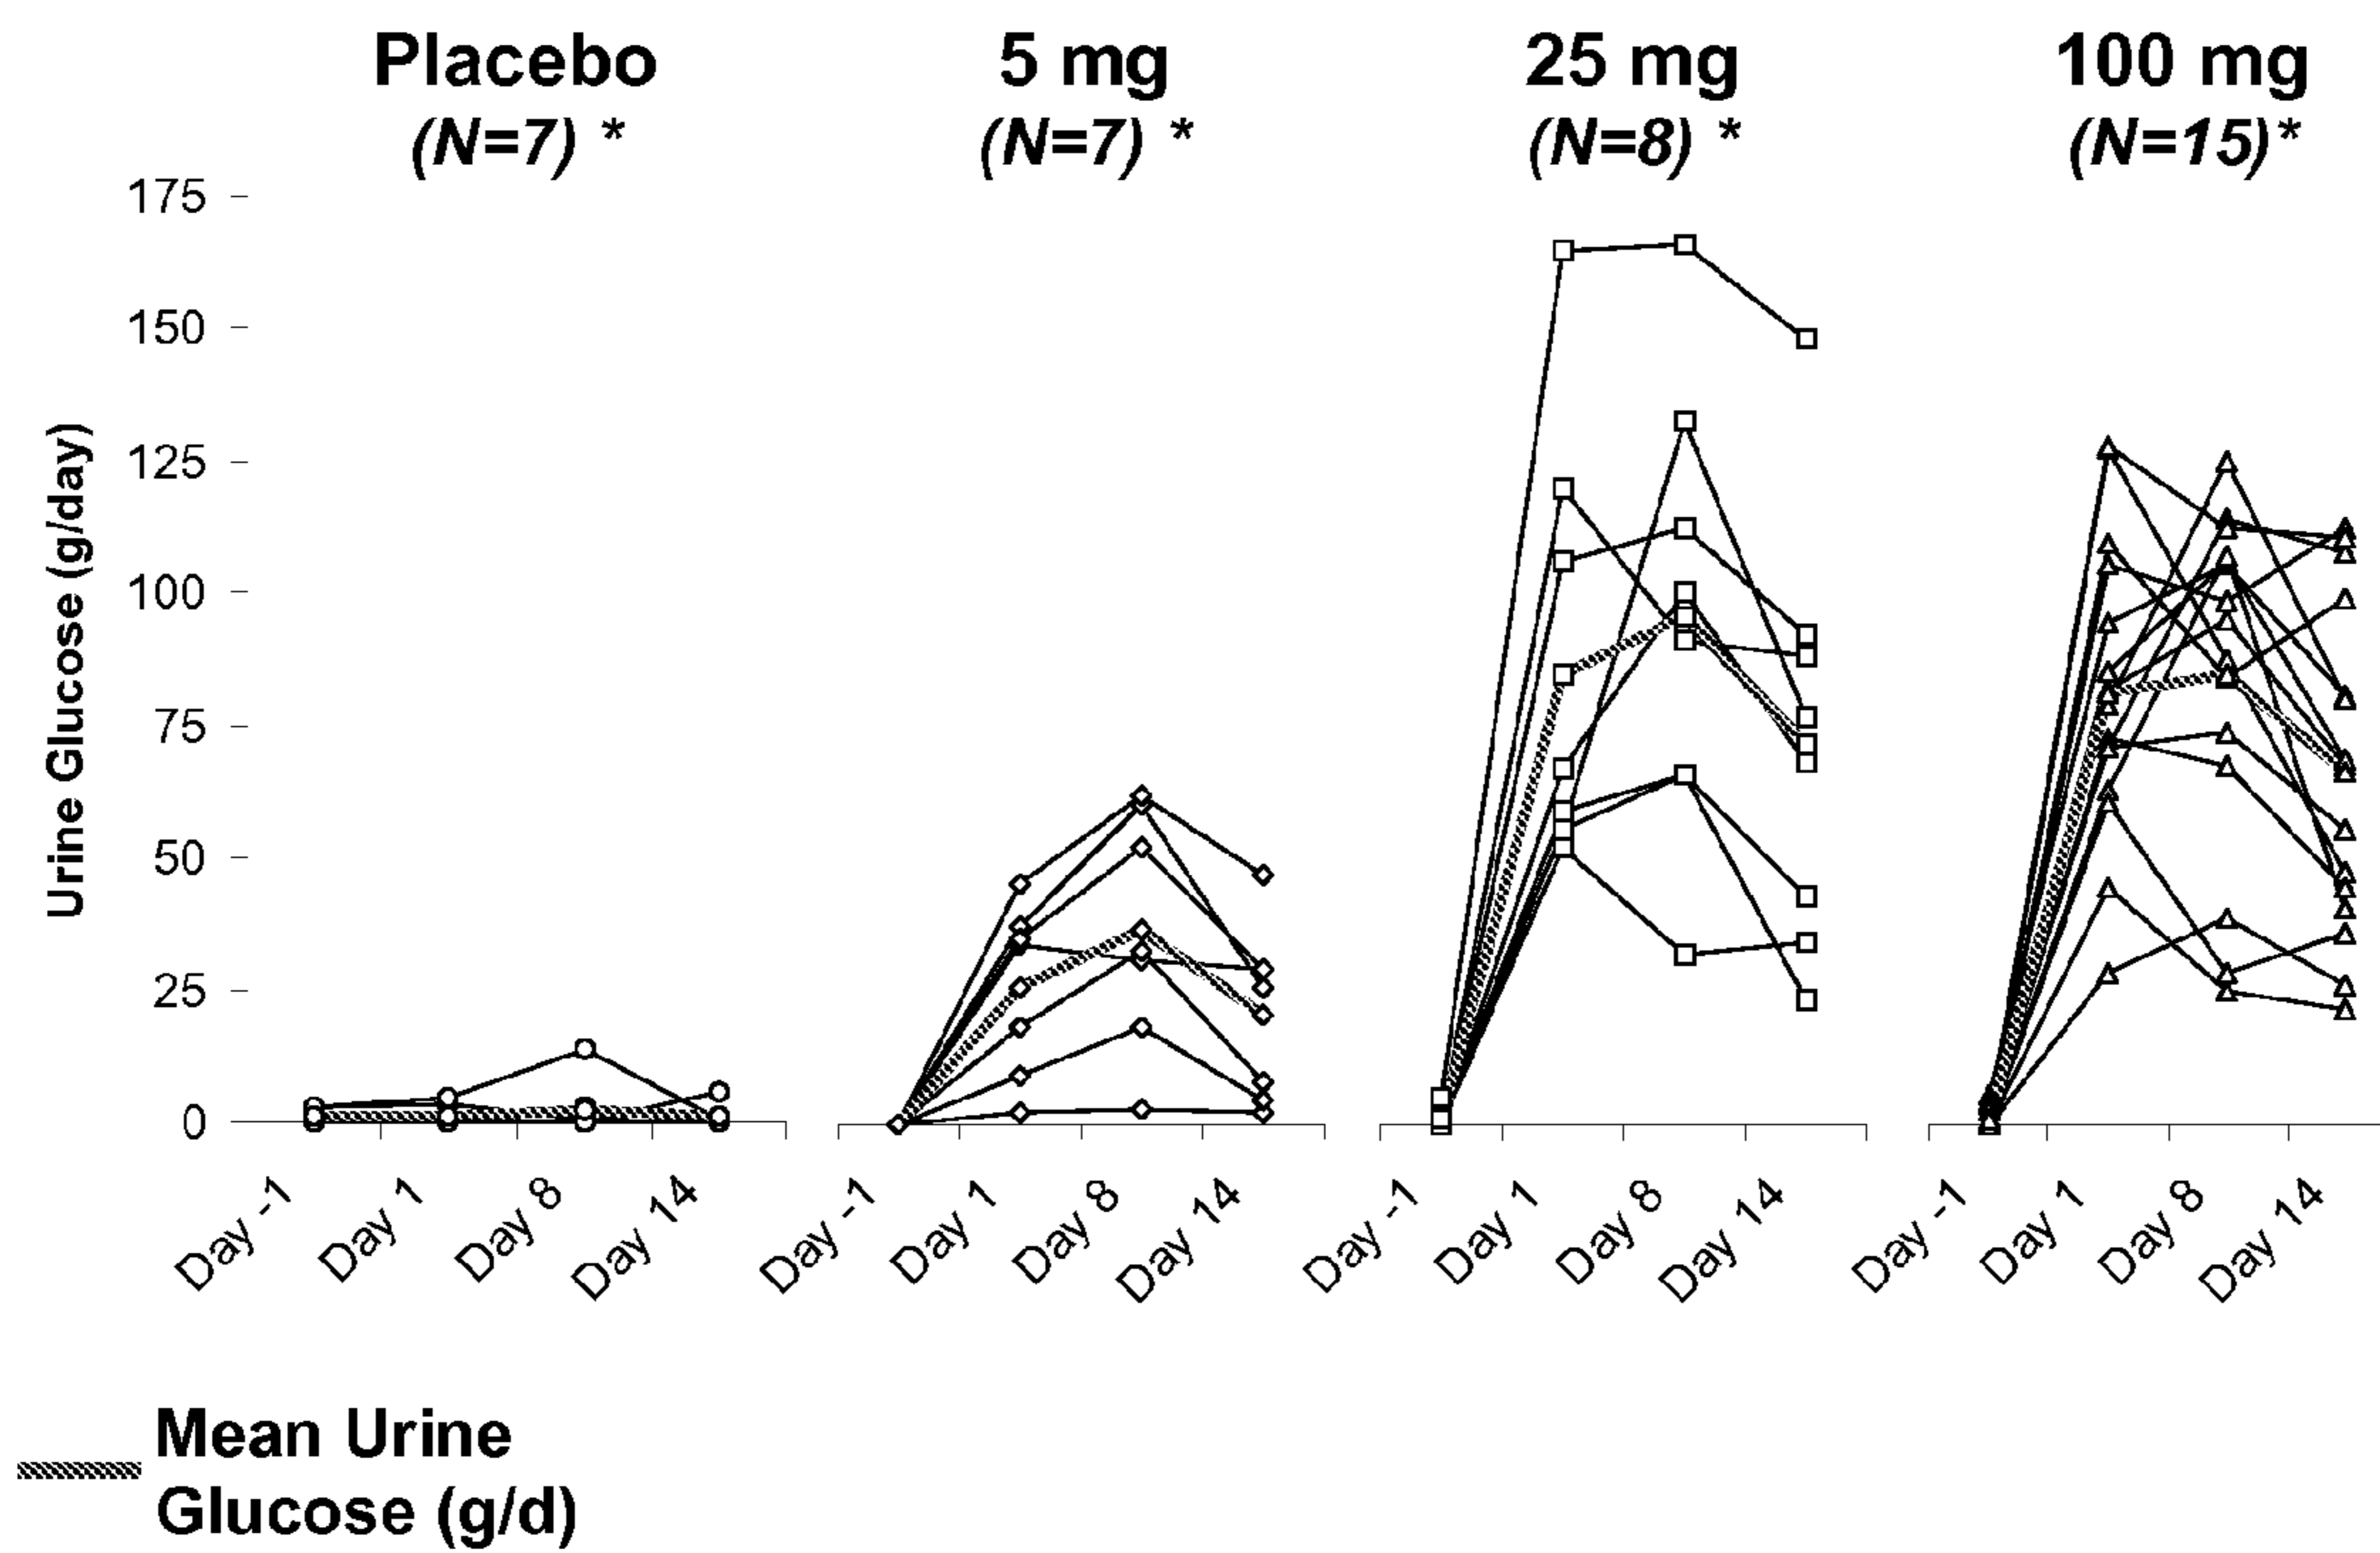 Placebo
(N=7) *
5 mg
(N=7) *
25 mg
(N=8) *
100 mg
(N=15)*
Urine Glucose (g/day)
175
150
125
100
75
50
25
0
Day -1
Day 1
Day 8
Day 14
Day -1
Day 1
Day 8
Day 14
Day -1
Day 1
Day 8
Day 14
Day -1
Day 1
Day 8
Day 14
Mean Urine
Glucose (g/d)